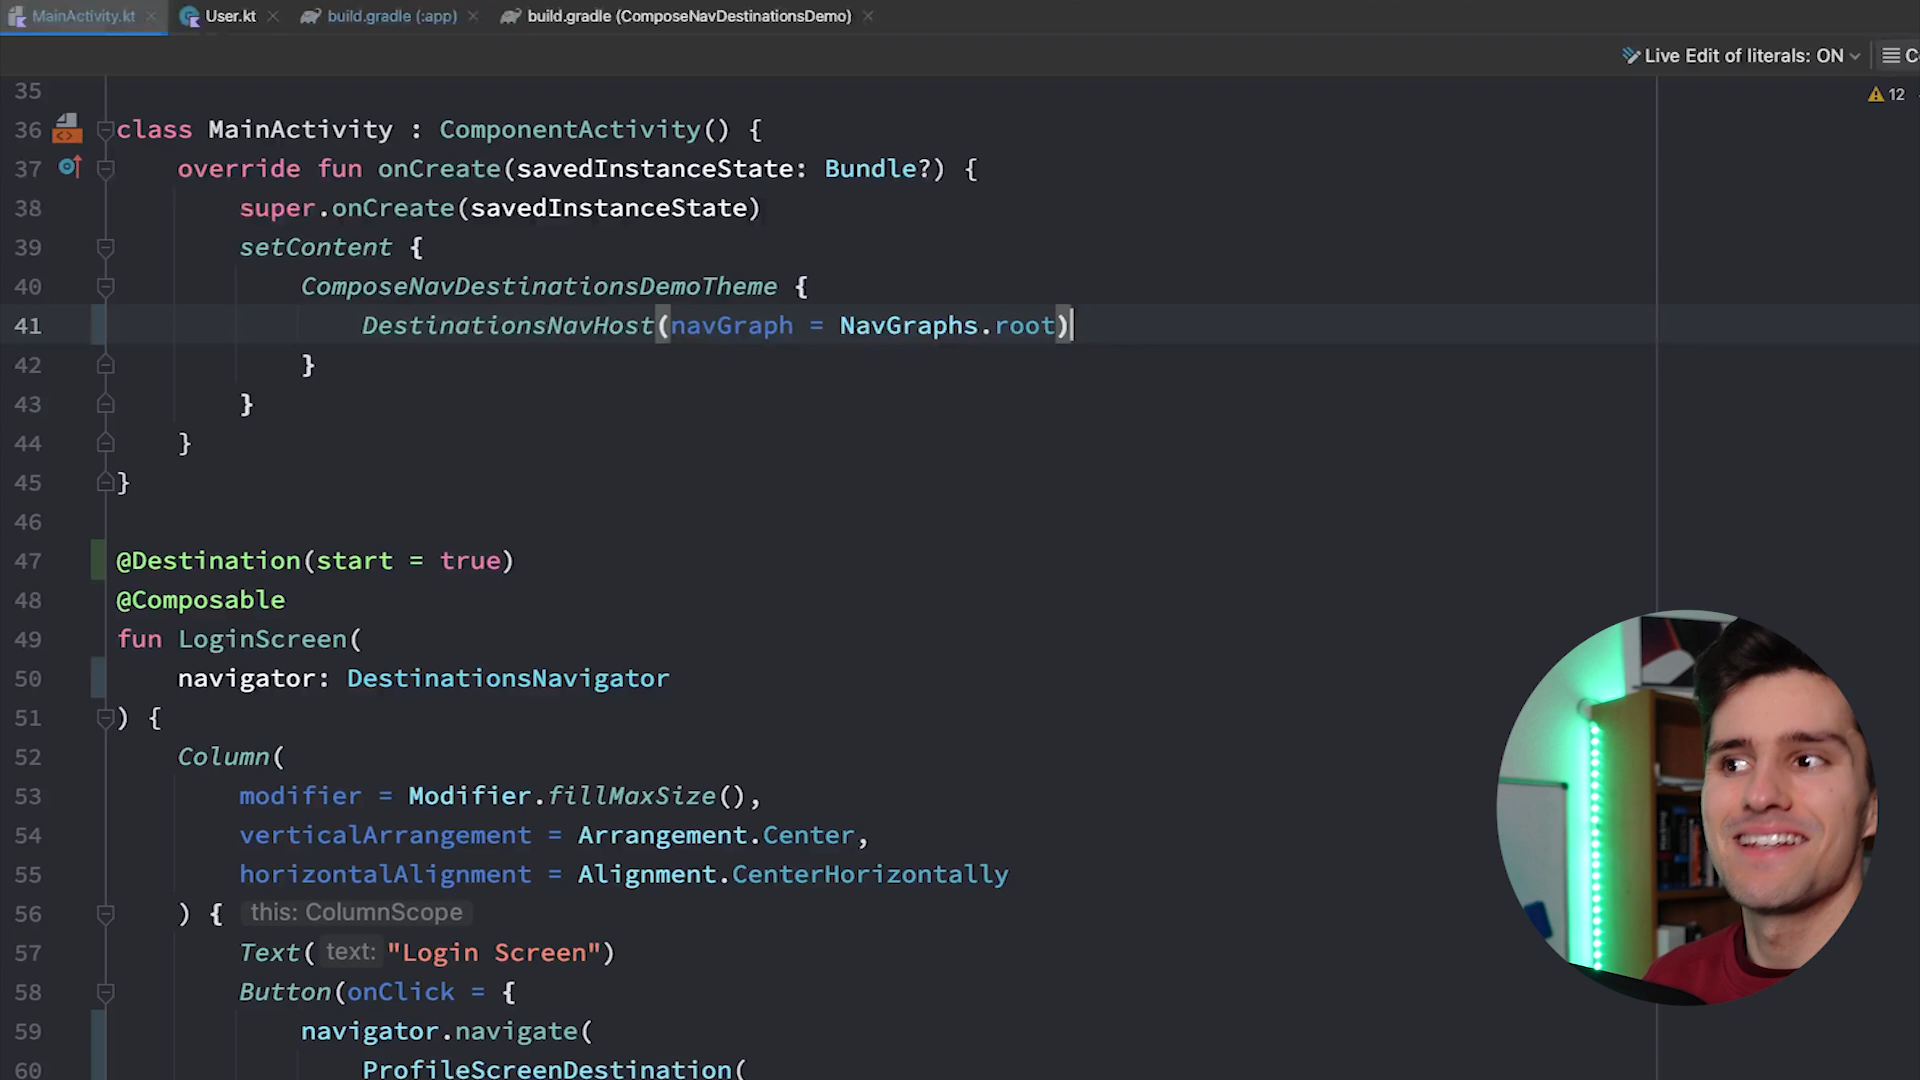 MainActivity.kt User.kt build.gradle (:app) build.gradle (ComposeNavDestinationsDemo)
Live Edit of literals: ON
12
35
36 class MainActivity : ComponentActivity() {
37 override fun onCreate(savedInstanceState: Bundle?) {
38 super.onCreate(savedInstanceState)
39 setContent {
40 ComposeNavDestinationsDemoTheme {
41 DestinationsNavHost(navGraph = NavGraphs.root)
42 }
43 }
44 }
45 }
46
47 @Destination(start = true)
48 @Composable
49 fun LoginScreen(
50 navigator: DestinationsNavigator
51 ) {
52 Column(
53 modifier = Modifier.fillMaxSize(),
54 verticalArrangement = Arrangement.Center,
55 horizontalAlignment = Alignment.CenterHorizontally
56 ) { this: ColumnScope
57 Text( text: "Login Screen")
58 Button(onClick = {
59 navigator.navigate(
60 ProfileScreenDestination(